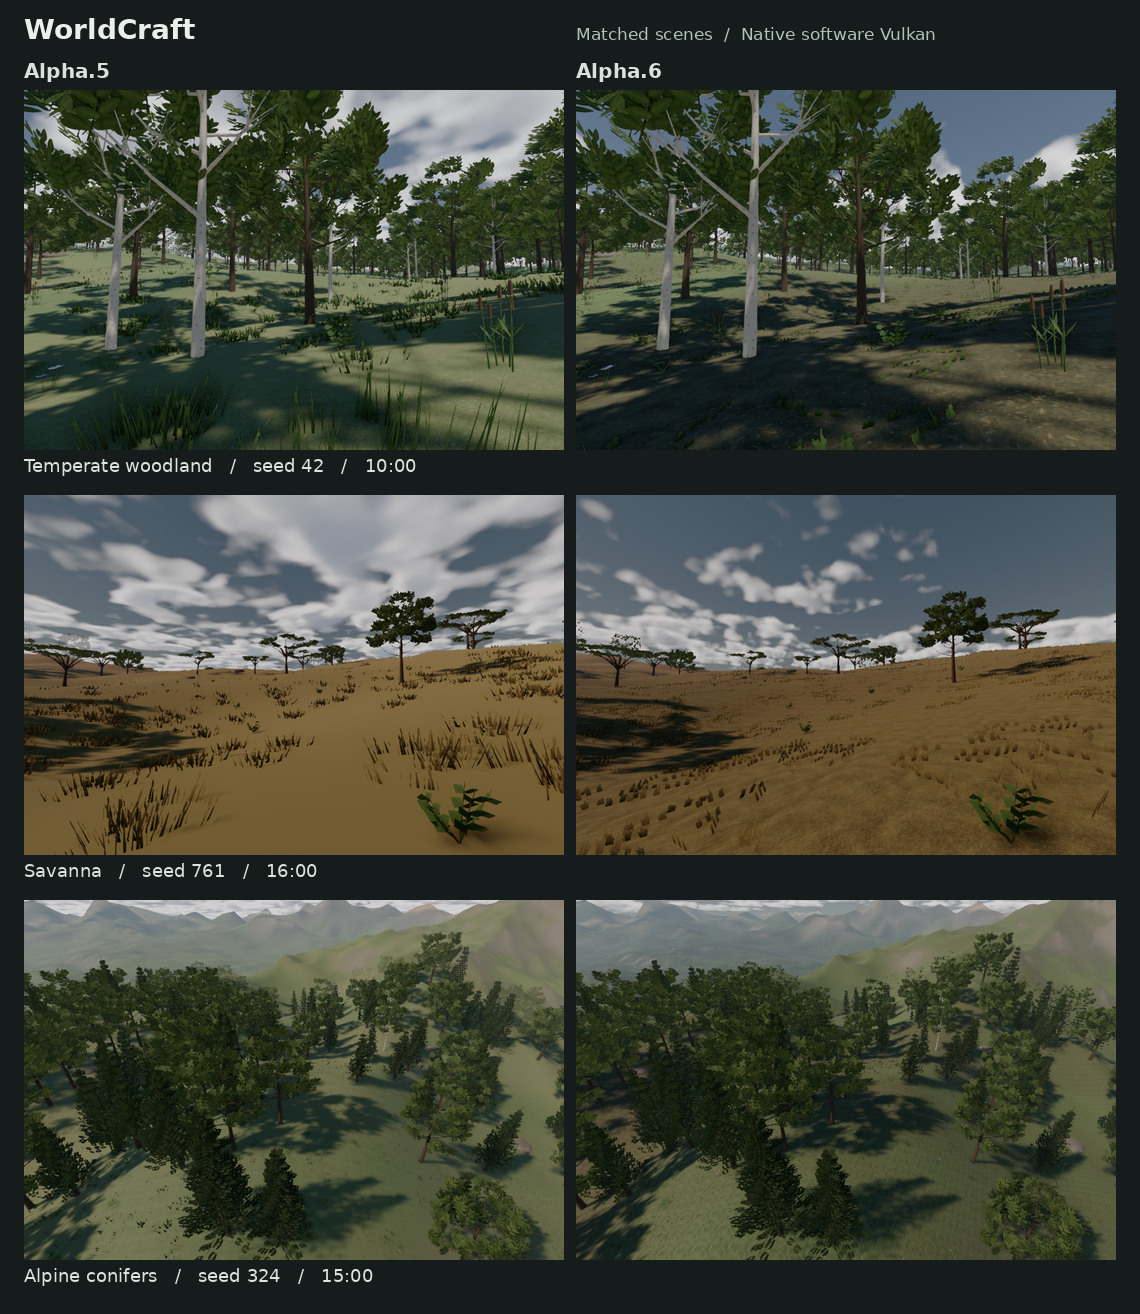 WorldCraft
Matched scenes / Native software Vulkan
Alpha.5
Alpha.6
Temperate woodland / seed 42 / 10:00
Savanna / seed 761 / 16:00
Alpine conifers / seed 324 / 15:00